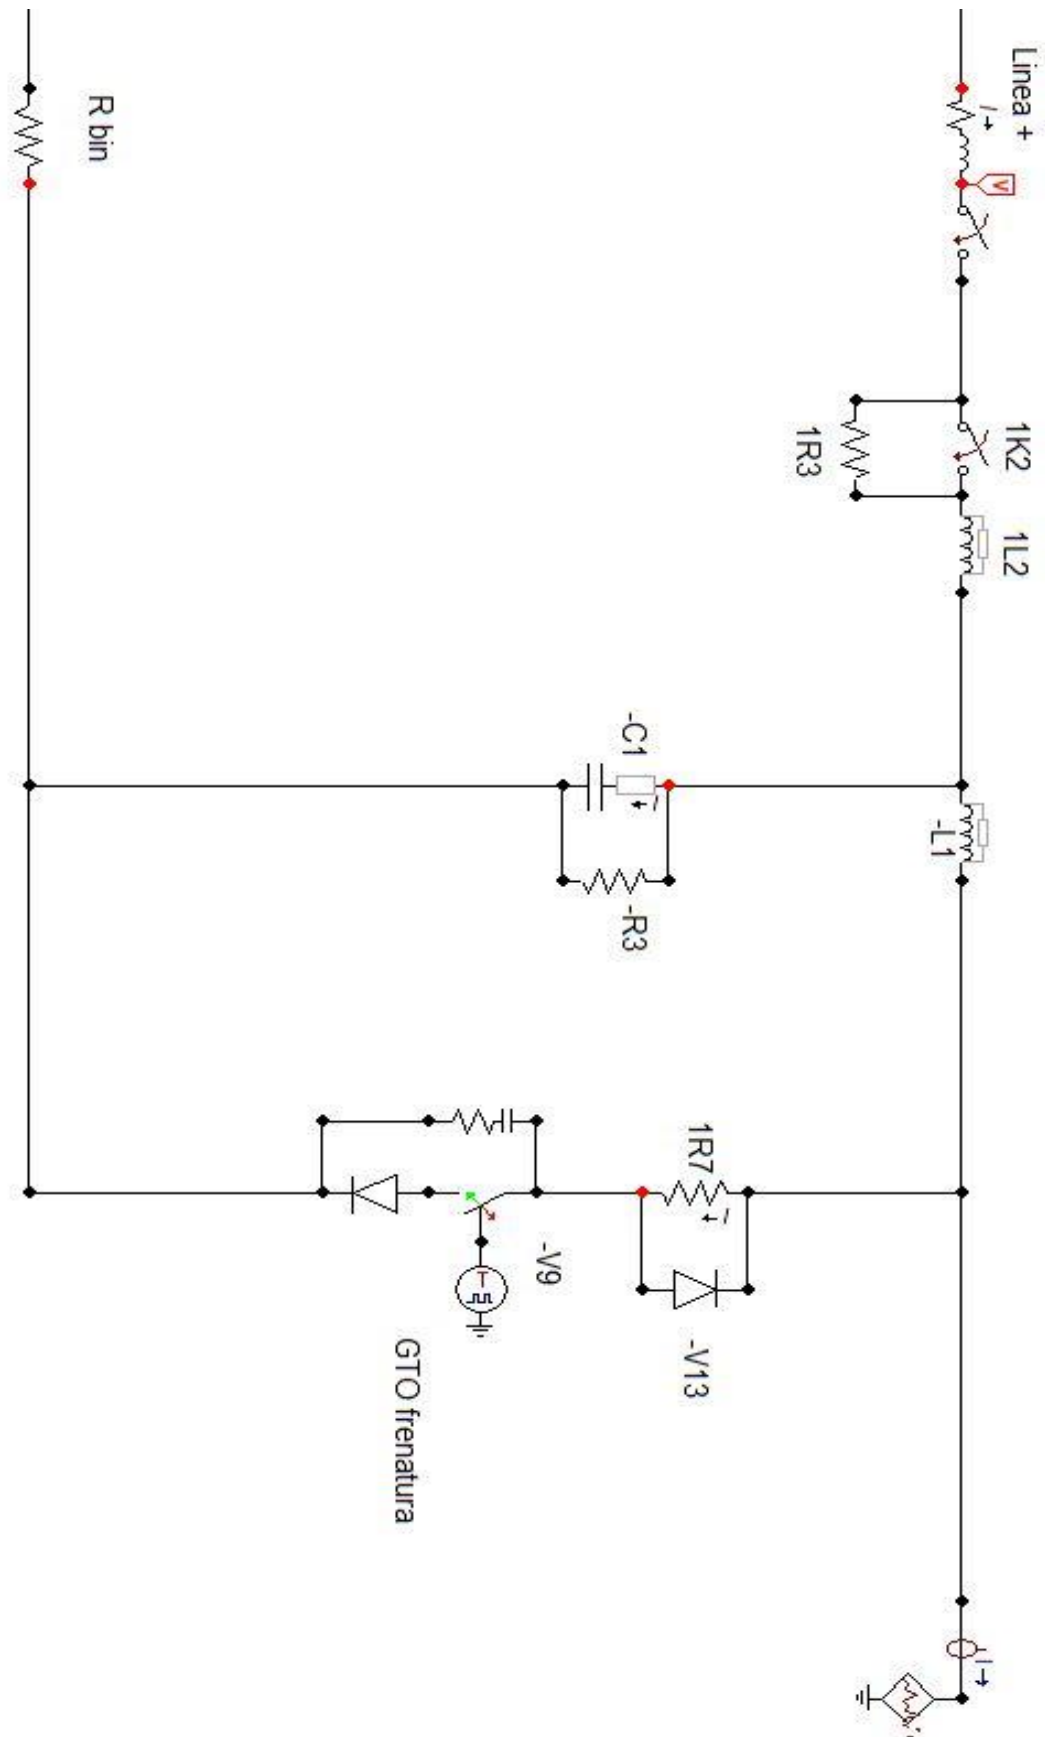 Linea +
I
V
1K2
1R3
1L2
-C1
I
-L1
-R3
1R7
I
-V13
-V9
T
GTO frenatura
R bin
I